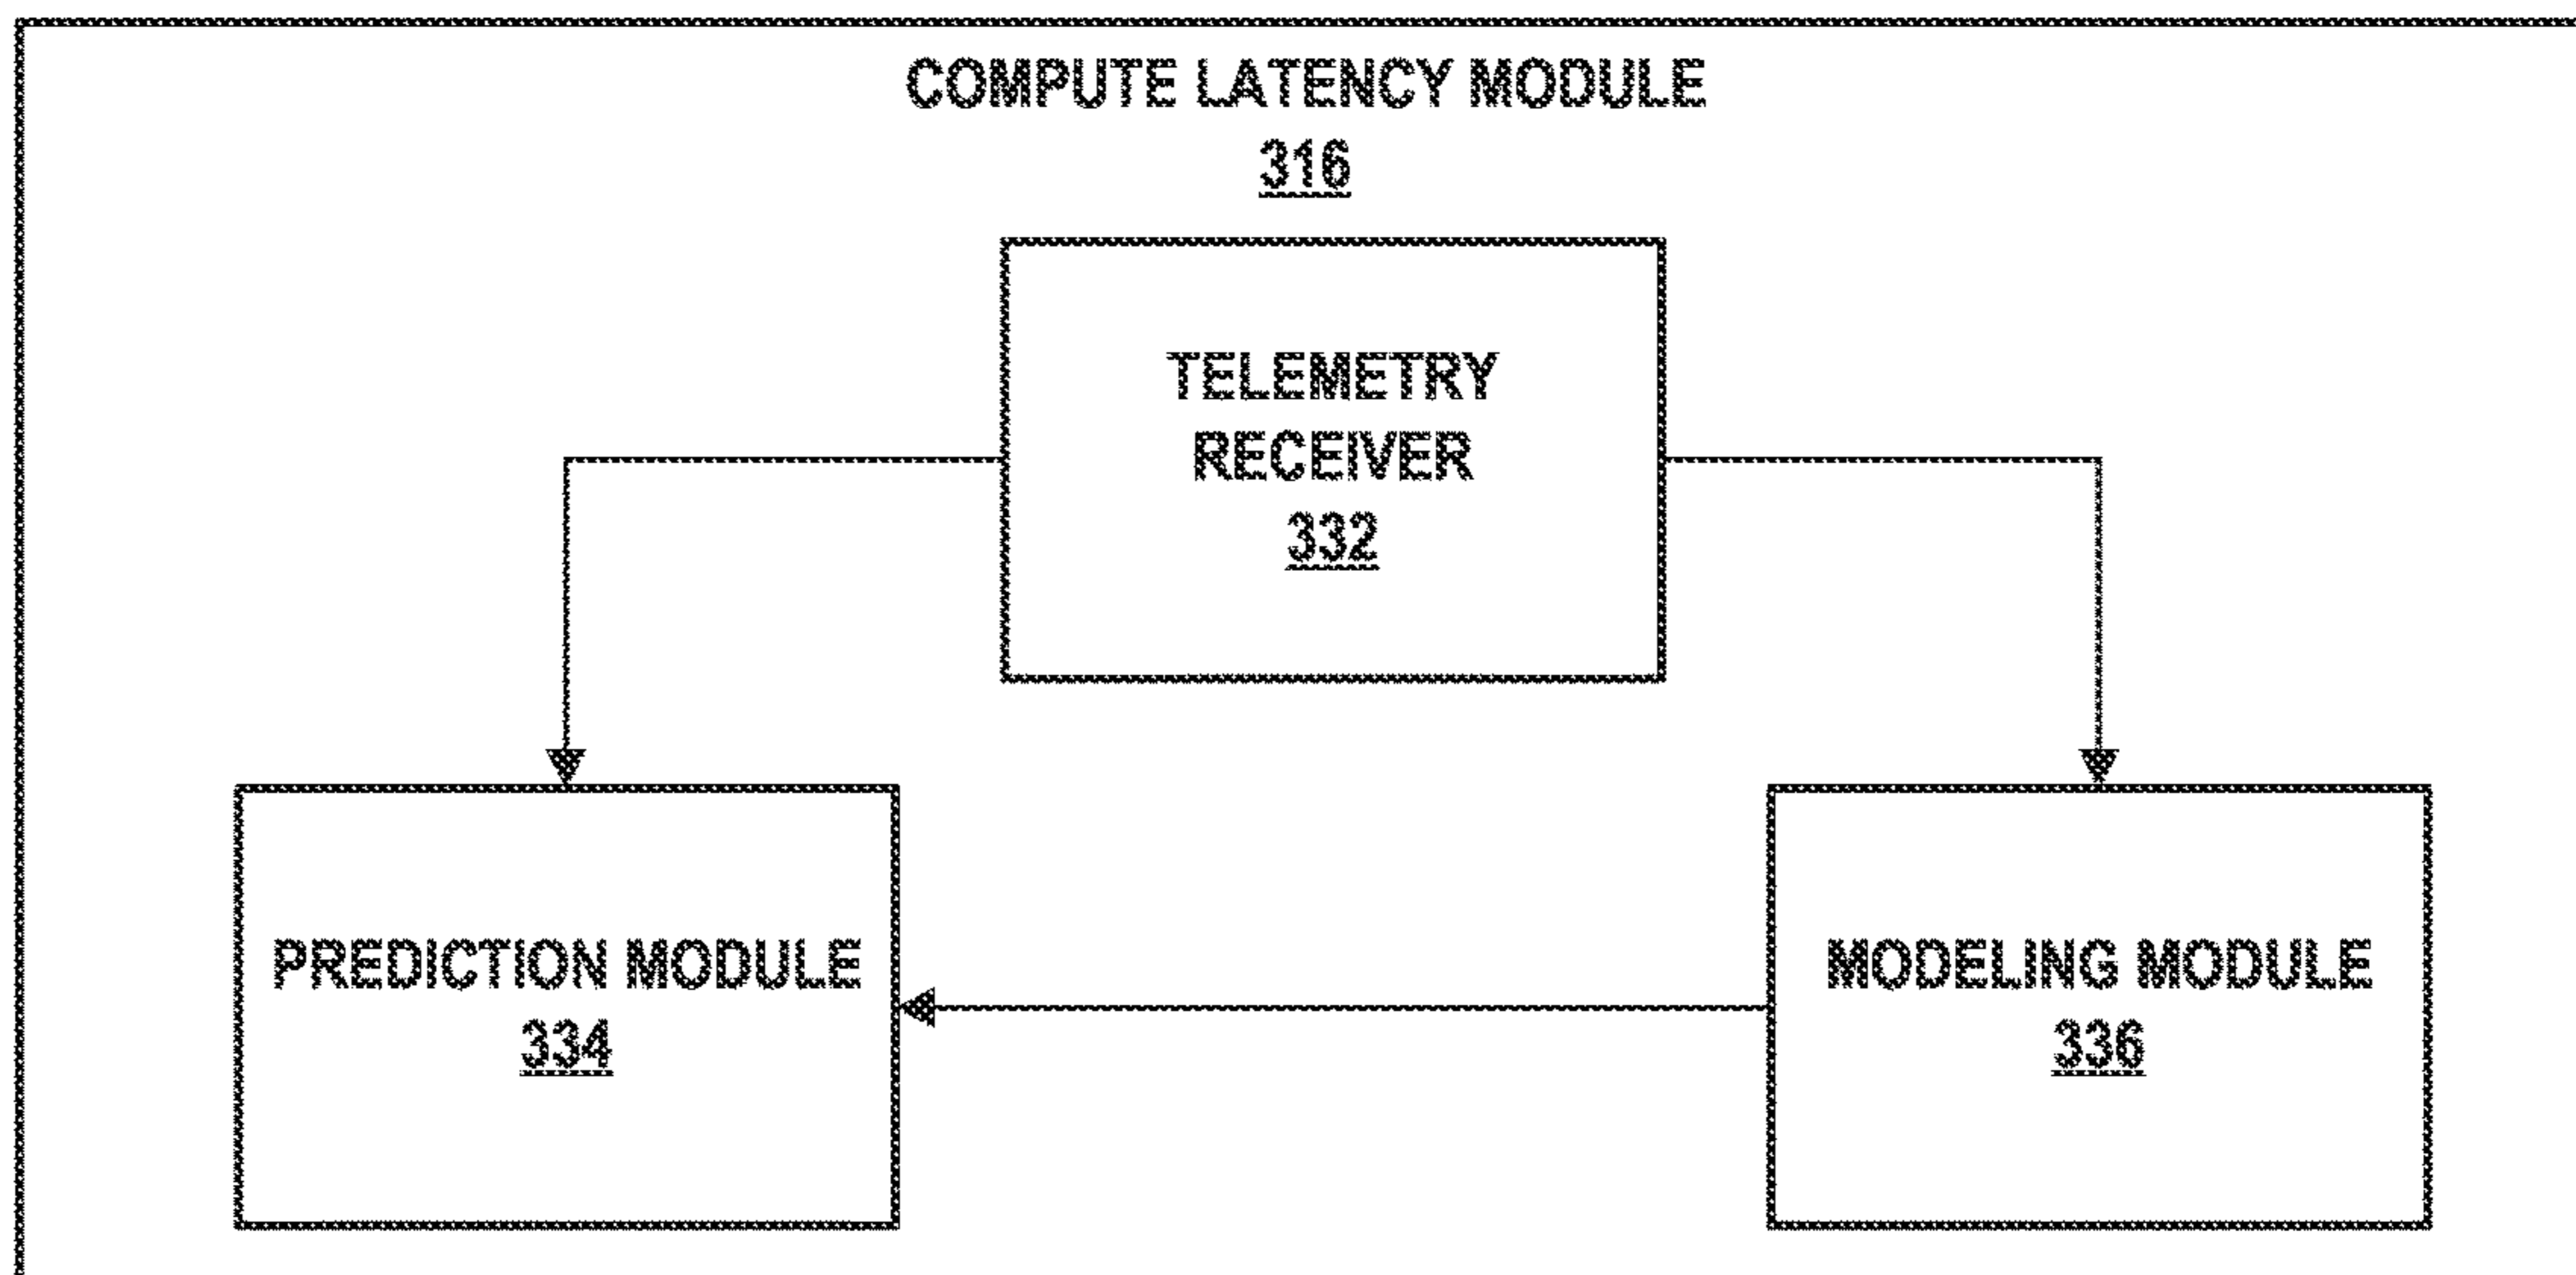 COMPUTE LATENCY MODULE
316
TELEMETRY
RECEIVER
332
PREDICTION MODULE
334
MODELING MODULE
336